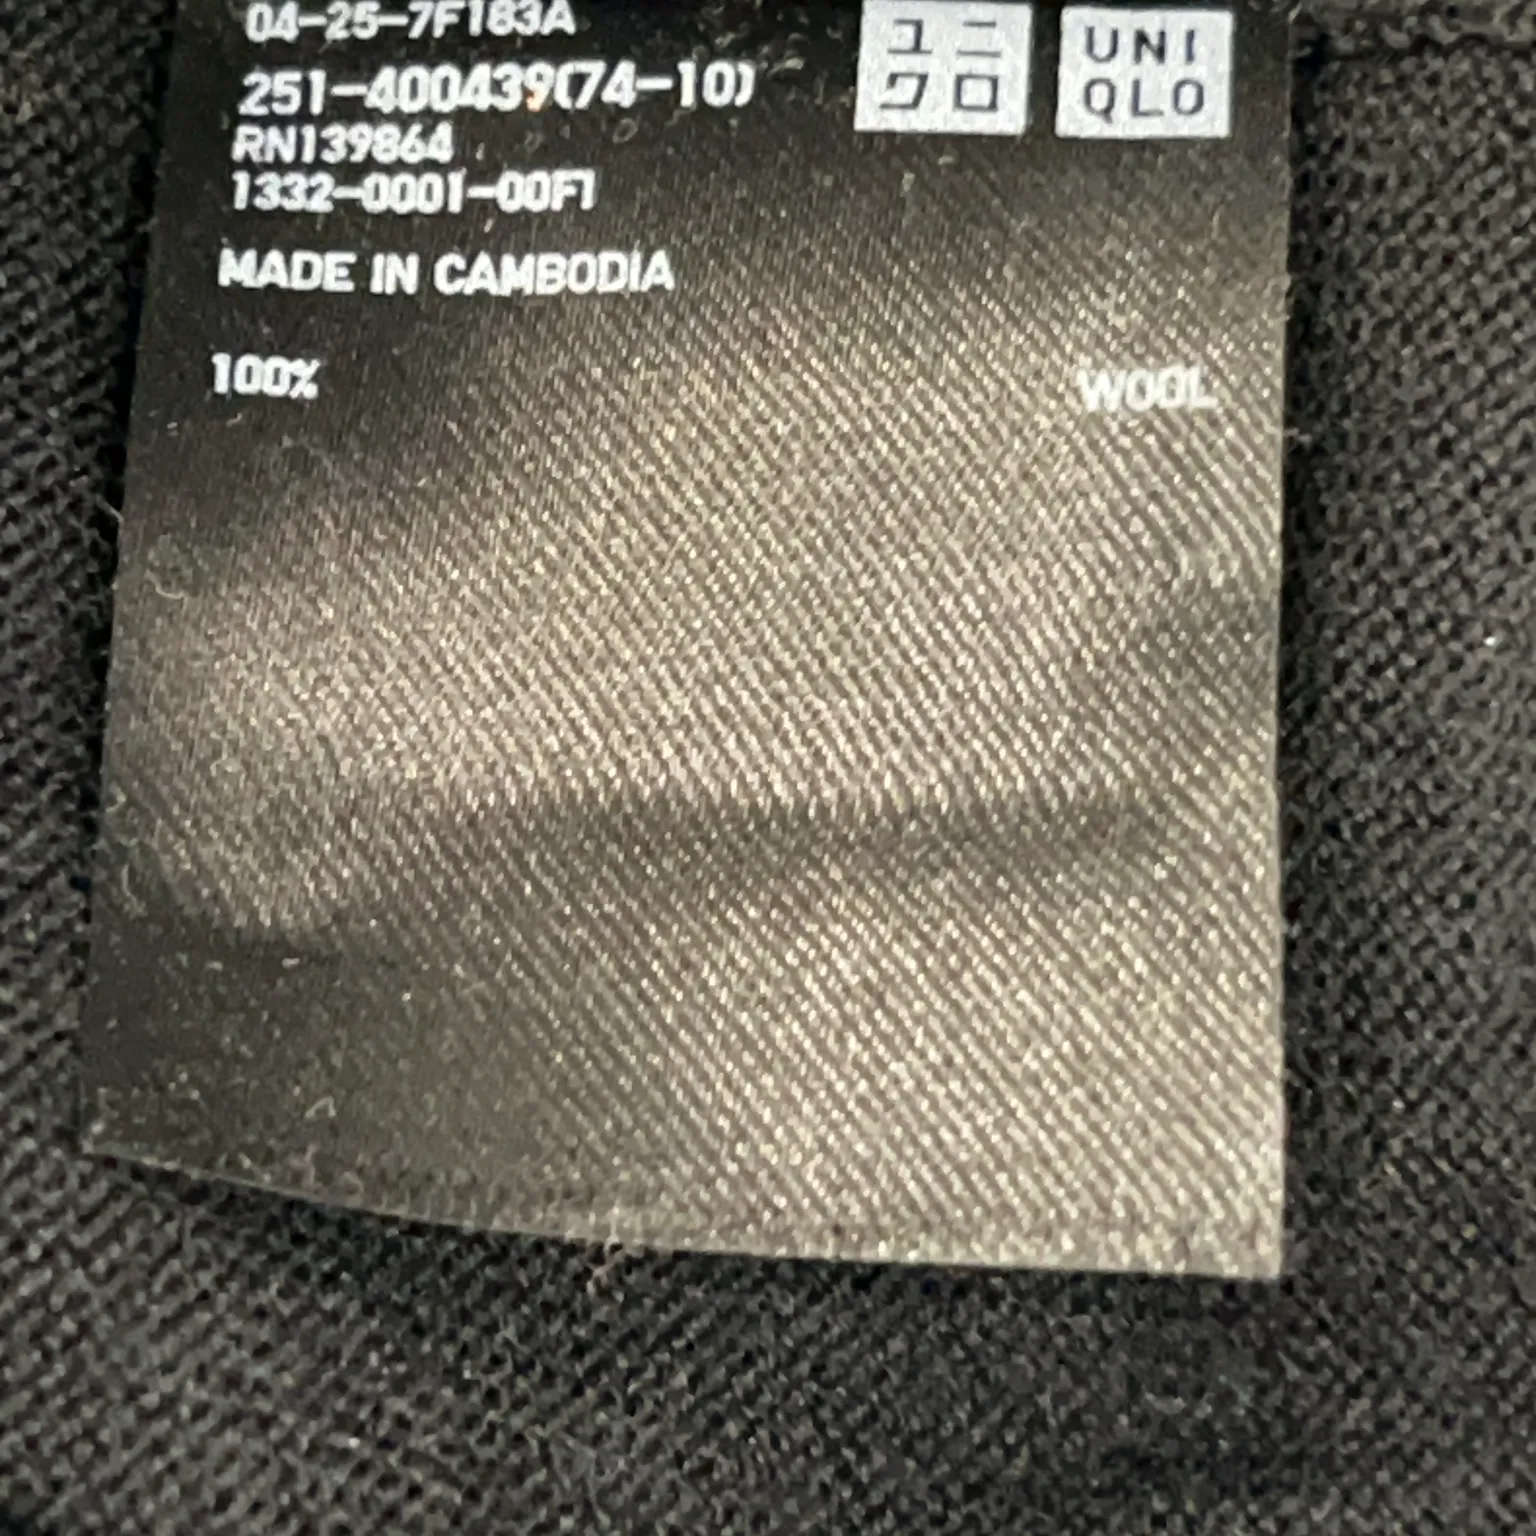 04-25-7F183A
251-400439(74-10)
RN139864
1332-0001-00F1
ユニ
クロ
UNI
QLO
MADE IN CAMBODIA
100% WOOL